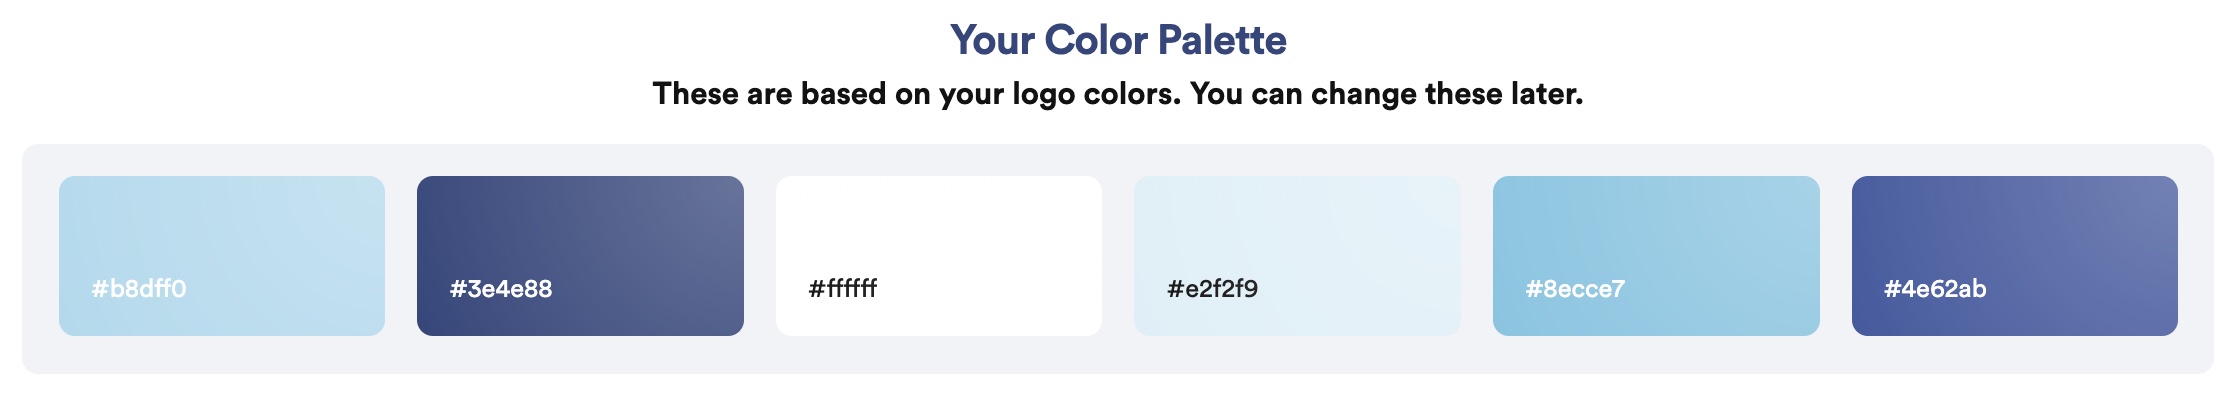 Your Color Palette
These are based on your logo colors. You can change these later.
#b8dff0
#3e4e88
#ffffff
#e2f2f9
#8ecce7
#4e62ab